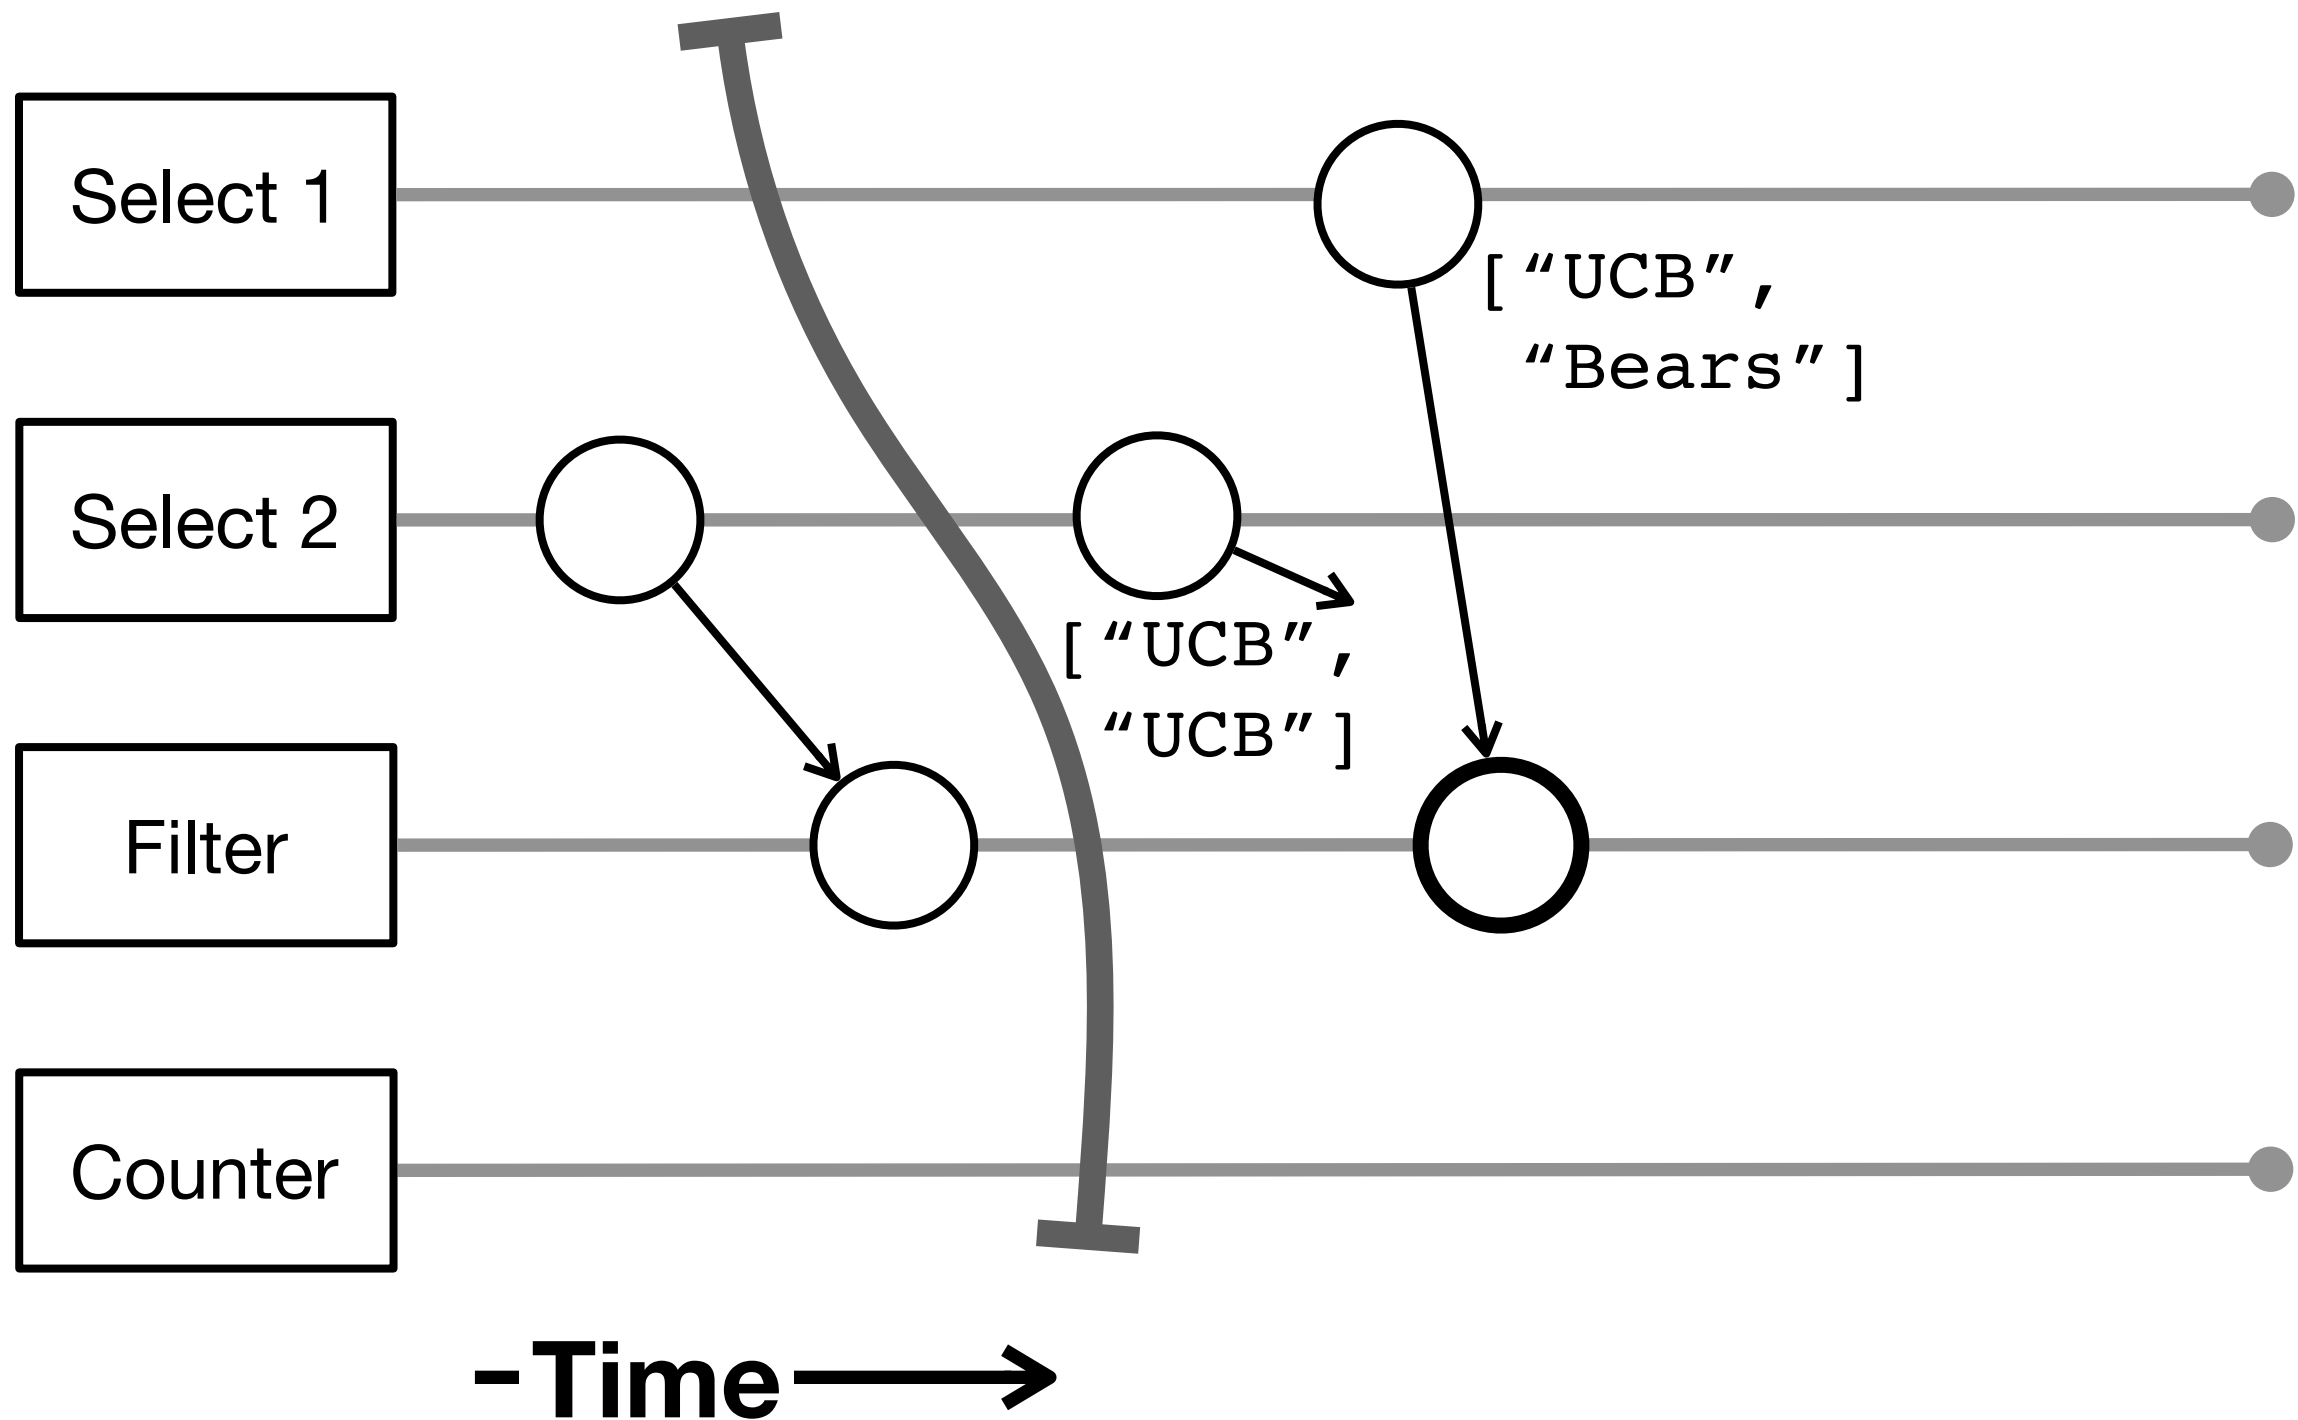 Select 1
[“UCB”,
“Bears”]
Select 2
[“UCB”,
“UCB”]
Filter
Counter
Time